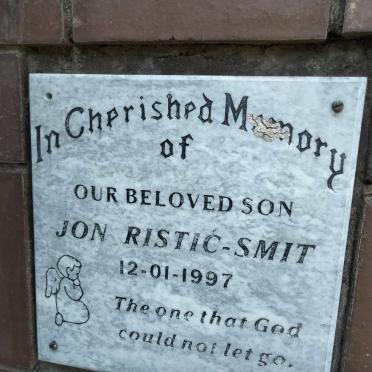 In Cherished Memory
of
OUR BELOVED SON
JON RISTIĆ-SMIT
12-01-1997
The one that God
could not let go.